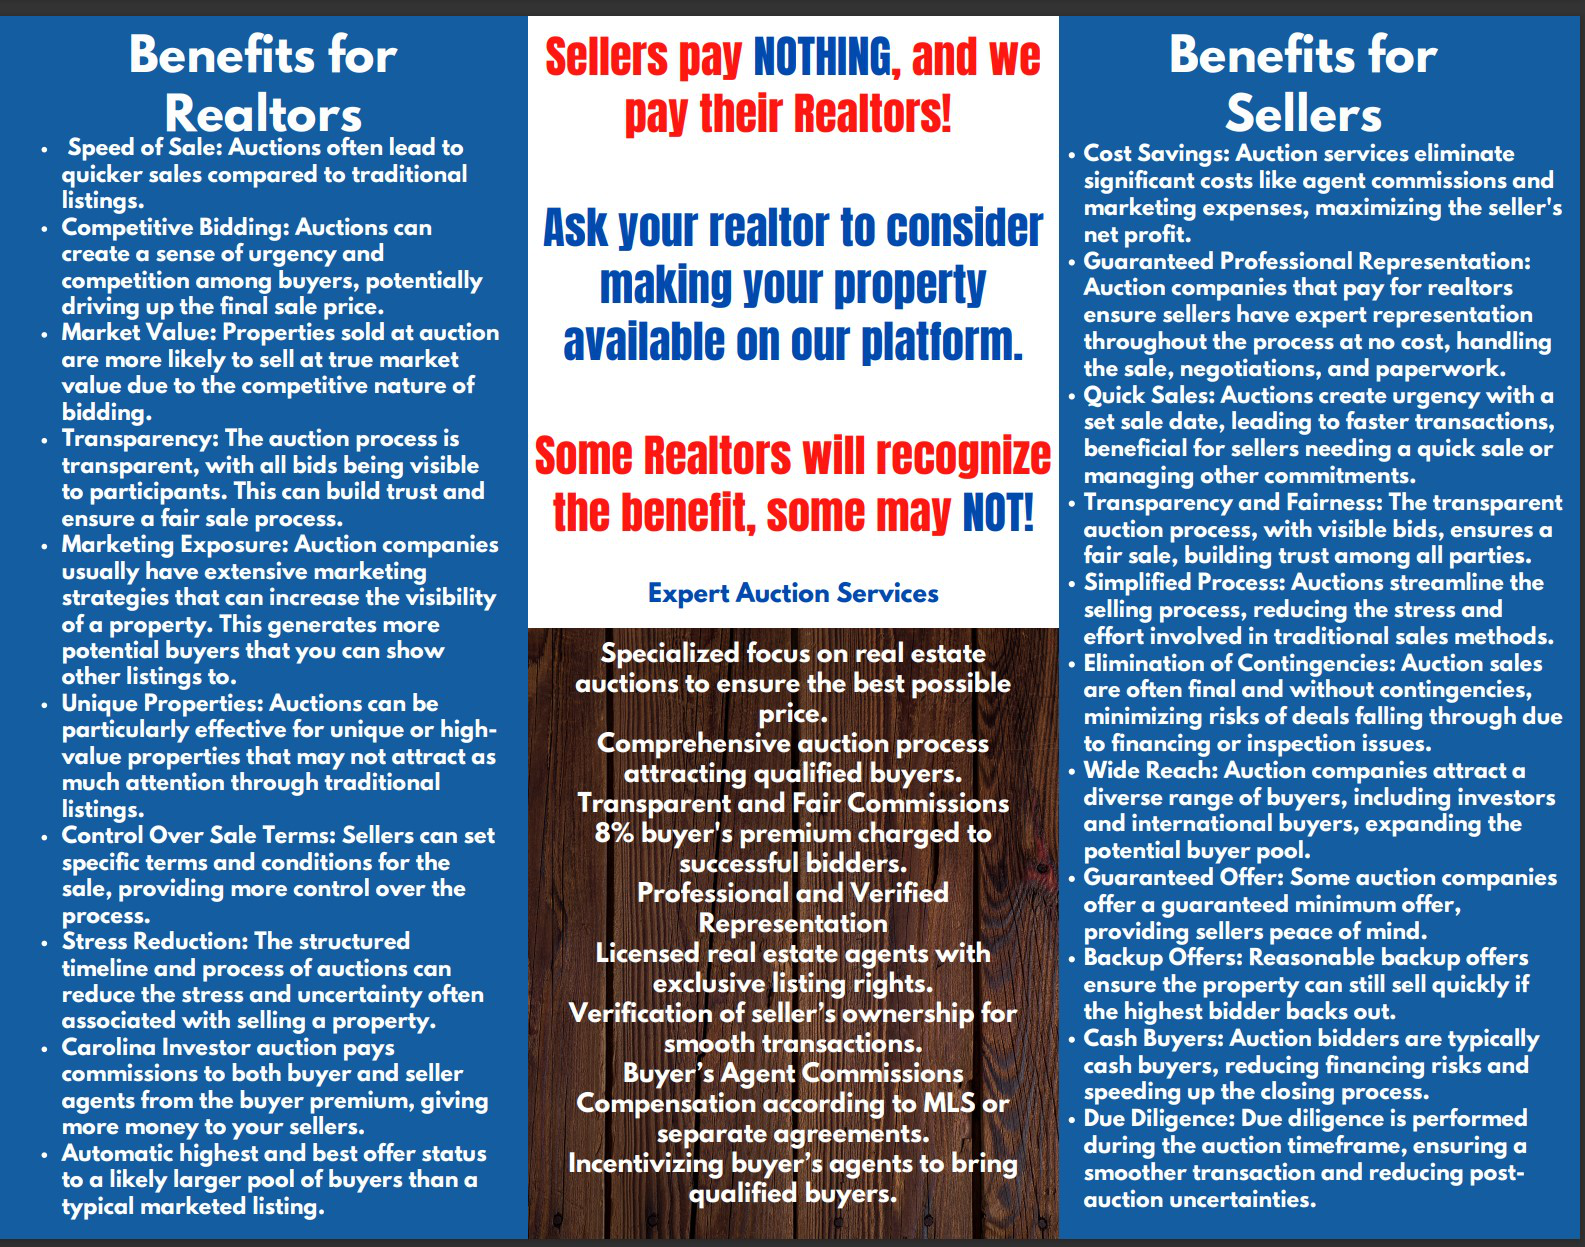 Benefits for
Realtors
• Speed of Sale: Auctions often lead to
quicker sales compared to traditional
listings.
• Competitive Bidding: Auctions can
create a sense of urgency and
competition among buyers, potentially
driving up the final sale price.
• Market Value: Properties sold at auction
are more likely to sell at true market
value due to the competitive nature of
bidding.
• Transparency: The auction process is
transparent, with all bids being visible
to participants. This can build trust and
ensure a fair sale process.
• Marketing Exposure: Auction companies
usually have extensive marketing
strategies that can increase the visibility
of a property. This generates more
potential buyers that you can show
other listings to.
• Unique Properties: Auctions can be
particularly effective for unique or high-
value properties that may not attract as
much attention through traditional
listings.
• Control Over Sale Terms: Sellers can set
specific terms and conditions for the
sale, providing more control over the
process.
• Stress Reduction: The structured
timeline and process of auctions can
reduce the stress and uncertainty often
associated with selling a property.
• Carolina Investor auction pays
commissions to both buyer and seller
agents from the buyer premium, giving
more money to your sellers.
• Automatic highest and best offer status
to a likely larger pool of buyers than a
typical marketed listing.
Sellers pay NOTHING, and we
pay their Realtors!
Ask your realtor to consider
making your property
available on our platform.
Some Realtors will recognize
the benefit, some may NOT!
Expert Auction Services
Specialized focus on real estate
auctions to ensure the best possible
price.
Comprehensive auction process
attracting qualified buyers.
Transparent and Fair Commissions
8% buyer's premium charged to
successful bidders.
Professional and Verified
Representation
Licensed real estate agents with
exclusive listing rights.
Verification of seller’s ownership for
smooth transactions.
Buyer’s Agent Commissions
Compensation according to MLS or
separate agreements.
Incentivizing buyer’s agents to bring
qualified buyers.
Benefits for
Sellers
• Cost Savings: Auction services eliminate
significant costs like agent commissions and
marketing expenses, maximizing the seller's
net profit.
• Guaranteed Professional Representation:
Auction companies that pay for realtors
ensure sellers have expert representation
throughout the process at no cost, handling
the sale, negotiations, and paperwork.
• Quick Sales: Auctions create urgency with a
set sale date, leading to faster transactions,
beneficial for sellers needing a quick sale or
managing other commitments.
• Transparency and Fairness: The transparent
auction process, with visible bids, ensures a
fair sale, building trust among all parties.
• Simplified Process: Auctions streamline the
selling process, reducing the stress and
effort involved in traditional sales methods.
• Elimination of Contingencies: Auction sales
are often final and without contingencies,
minimizing risks of deals falling through due
to financing or inspection issues.
• Wide Reach: Auction companies attract a
diverse range of buyers, including investors
and international buyers, expanding the
potential buyer pool.
• Guaranteed Offer: Some auction companies
offer a guaranteed minimum offer,
providing sellers peace of mind.
• Backup Offers: Reasonable backup offers
ensure the property can still sell quickly if
the highest bidder backs out.
• Cash Buyers: Auction bidders are typically
cash buyers, reducing financing risks and
speeding up the closing process.
• Due Diligence: Due diligence is performed
during the auction timeframe, ensuring a
smoother transaction and reducing post-
auction uncertainties.